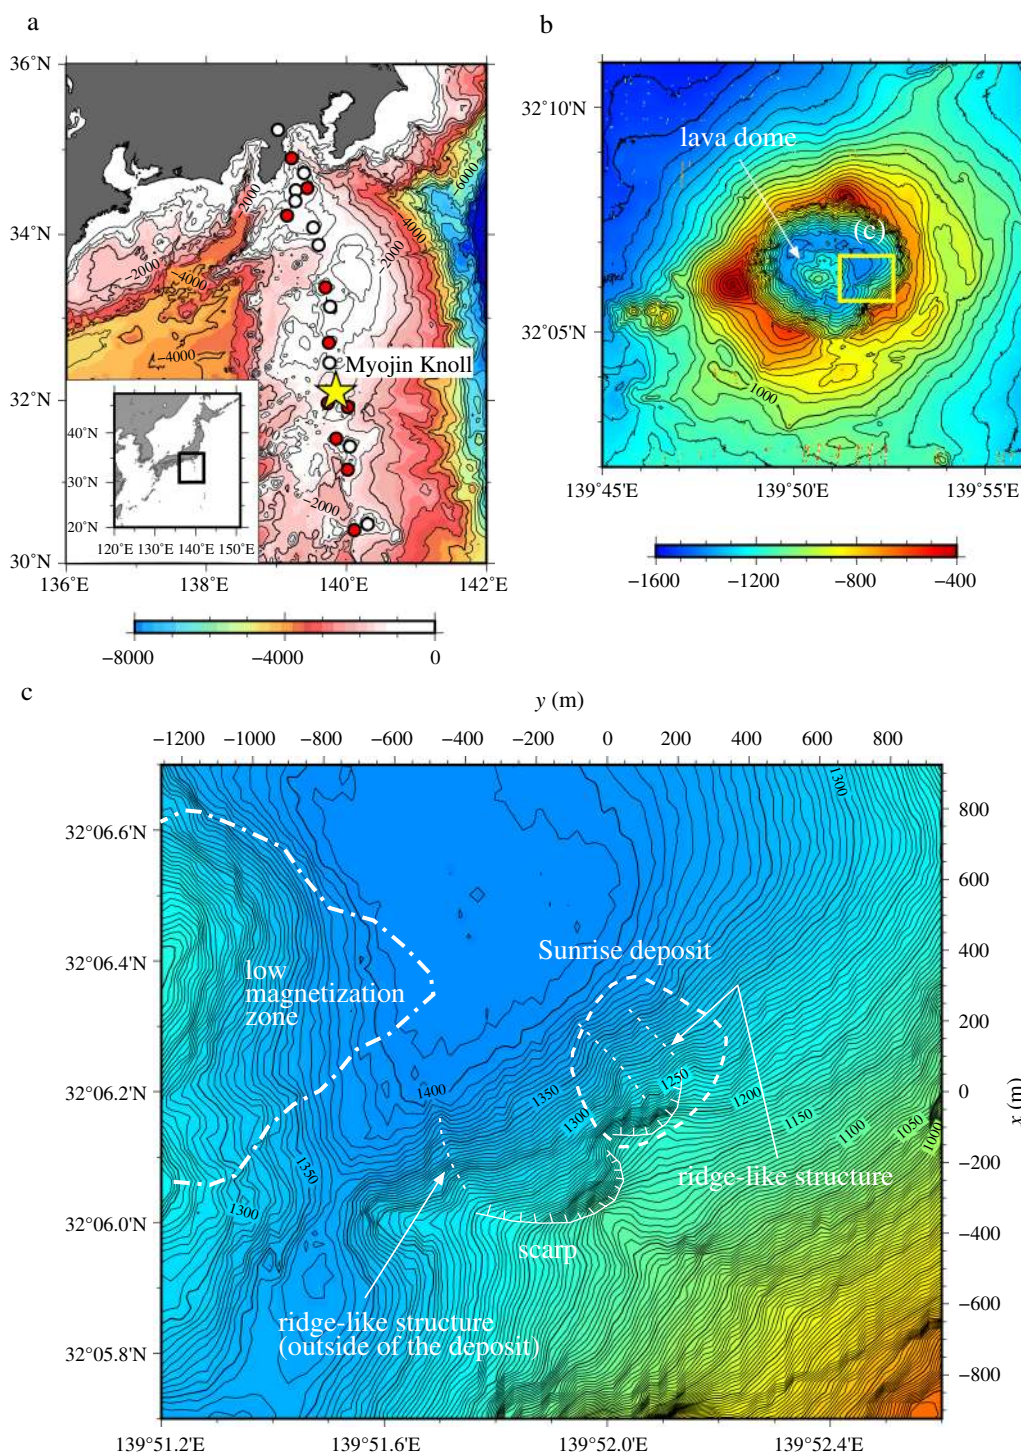 a
36°N
34°N
32°N
30°N
136°E
138°E
140°E
142°E
2000
−2000
−4000
−4000
−2000
−4000
−6000
−2000
Myojin Knoll
40°N
30°N
20°N
120°E
130°E
140°E
150°E
−8000
−4000
0
b
32°10'N
32°05'N
139°45'E
139°50'E
139°55'E
lava dome
(c)
−1000
−1600
−1200
−800
−400
c
y (m)
−1200
−1000
−800
−600
−400
−200
0
200
400
600
800
32°06.6'N
32°06.4'N
32°06.2'N
32°06.0'N
32°05.8'N
139°51.2'E
139°51.6'E
139°52.0'E
139°52.4'E
800
600
400
200
0
−200
−400
−600
−800
x (m)
1300
Sunrise deposit
low
magnetization
zone
1400
1350
1300
1250
1200
1150
1100
1050
1000
1350
1300
ridge-like structure
scarp
ridge-like structure
(outside of the deposit)